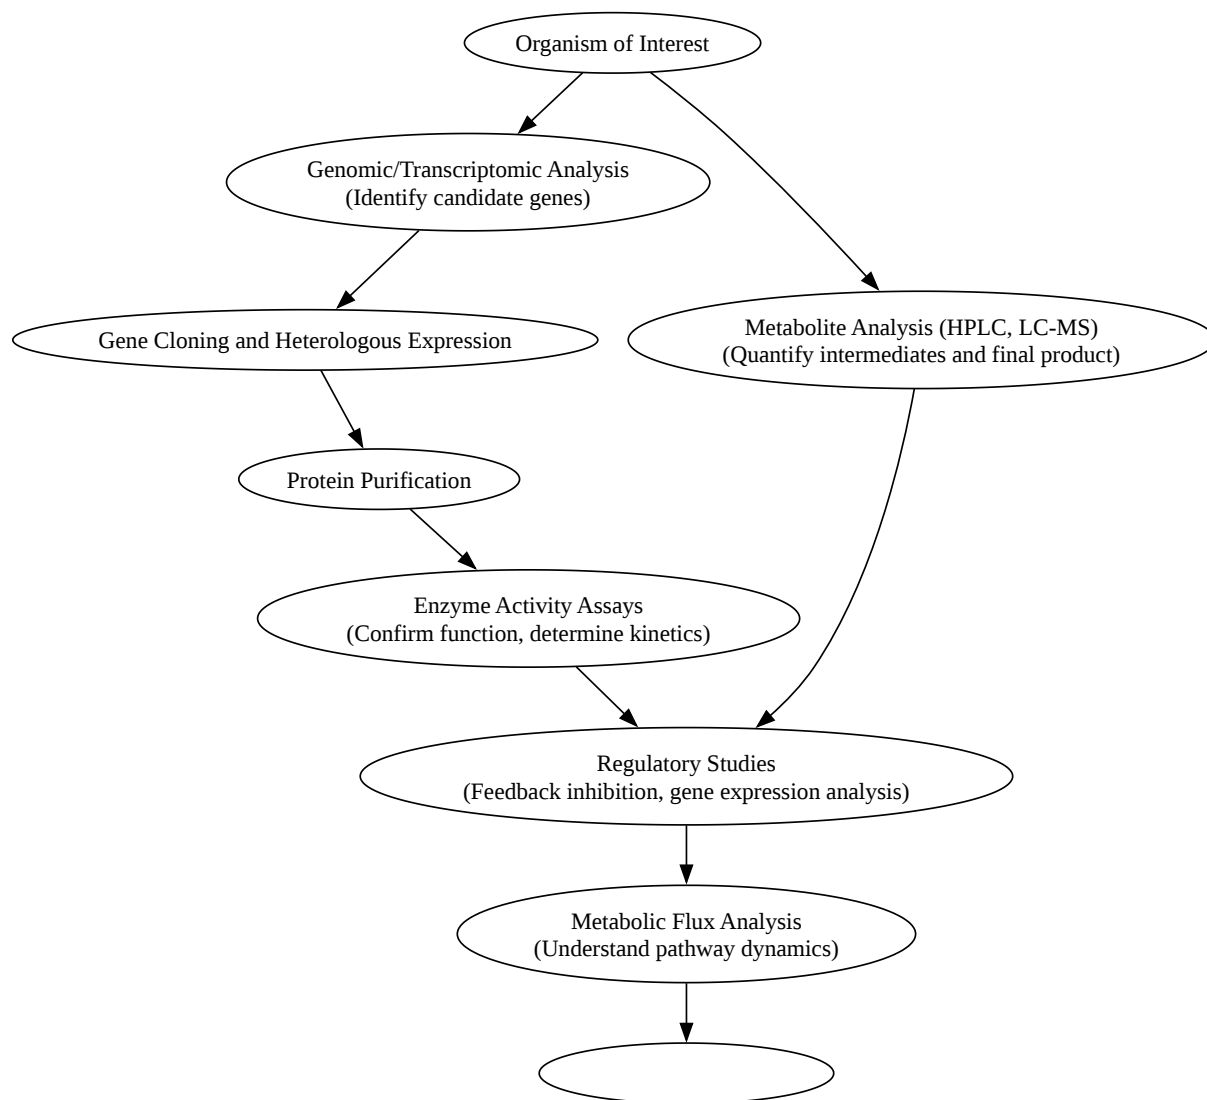 Organism of Interest
Genomic/Transcriptomic Analysis
(Identify candidate genes)
Gene Cloning and Heterologous Expression
Metabolite Analysis (HPLC, LC-MS)
(Quantify intermediates and final product)
Protein Purification
Enzyme Activity Assays
(Confirm function, determine kinetics)
Regulatory Studies
(Feedback inhibition, gene expression analysis)
Metabolic Flux Analysis
(Understand pathway dynamics)